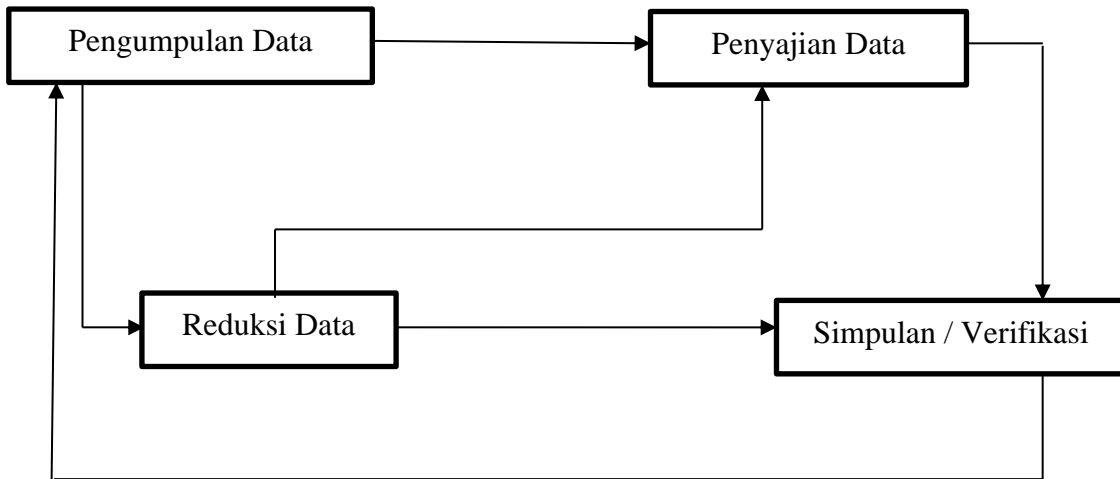 Pengumpulan Data
Penyajian Data
Reduksi Data
Simpulan / Verifikasi